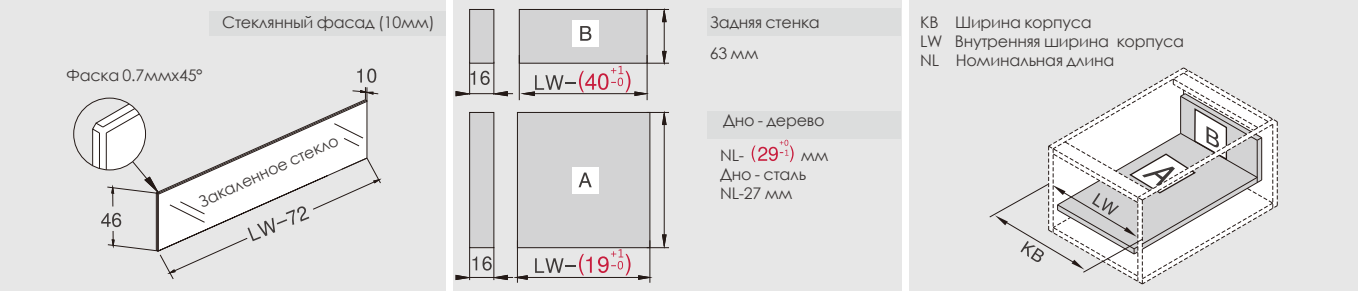 Стеклянный фасад (10мм)
Фаска 0.7ммx45°
10
Закаленное стекло
46
LW-72
B
16
LW-(40 +1 -0)
A
16
LW-(19 +1 -0)
Задняя стенка
63 мм
Дно - дерево
NL- (29 +0 -1) мм
Дно - сталь
NL-27 мм
KB Ширина корпуса
LW Внутренняя ширина корпуса
NL Номинальная длина
B
A
LW
KB